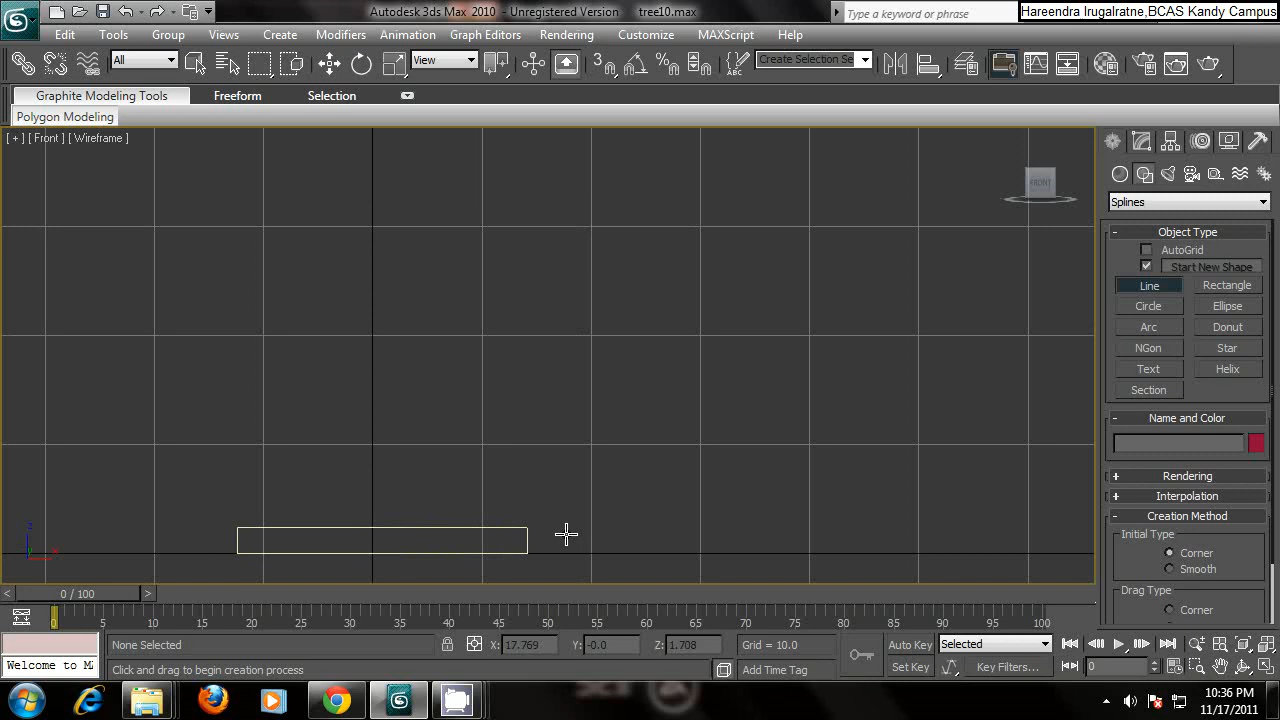 Autodesk 3ds Max 2010 - Unregistered Version tree10.max
Type a keyword or phrase
Hareendra Irugalratne,BCAS Kandy Campus
Edit Tools Group Views Create Modifiers Animation Graph Editors Rendering Customize MAXScript Help
All View 3 Create Selection Se
Graphite Modeling Tools Freeform Selection
Polygon Modeling
[ + ] [ Front ] [ Wireframe ]
FRONT
Splines
Object Type
AutoGrid
Start New Shape
Line Rectangle
Circle Ellipse
Arc Donut
NGon Star
Text Helix
Section
Name and Color
Rendering
Interpolation
Creation Method
Initial Type
Corner
Smooth
Drag Type
Corner
z
y x
< 0 / 100 >
0 5 10 15 20 25 30 35 40 45 50 55 60 65 70 75 80 85 90 95 100
None Selected X: 17.769 Y: -0.0 Z: 1.708 Grid = 10.0 Auto Key Selected
Welcome to MA Click and drag to begin creation process Add Time Tag Set Key Key Filters... 0
10:36 PM
11/17/2011